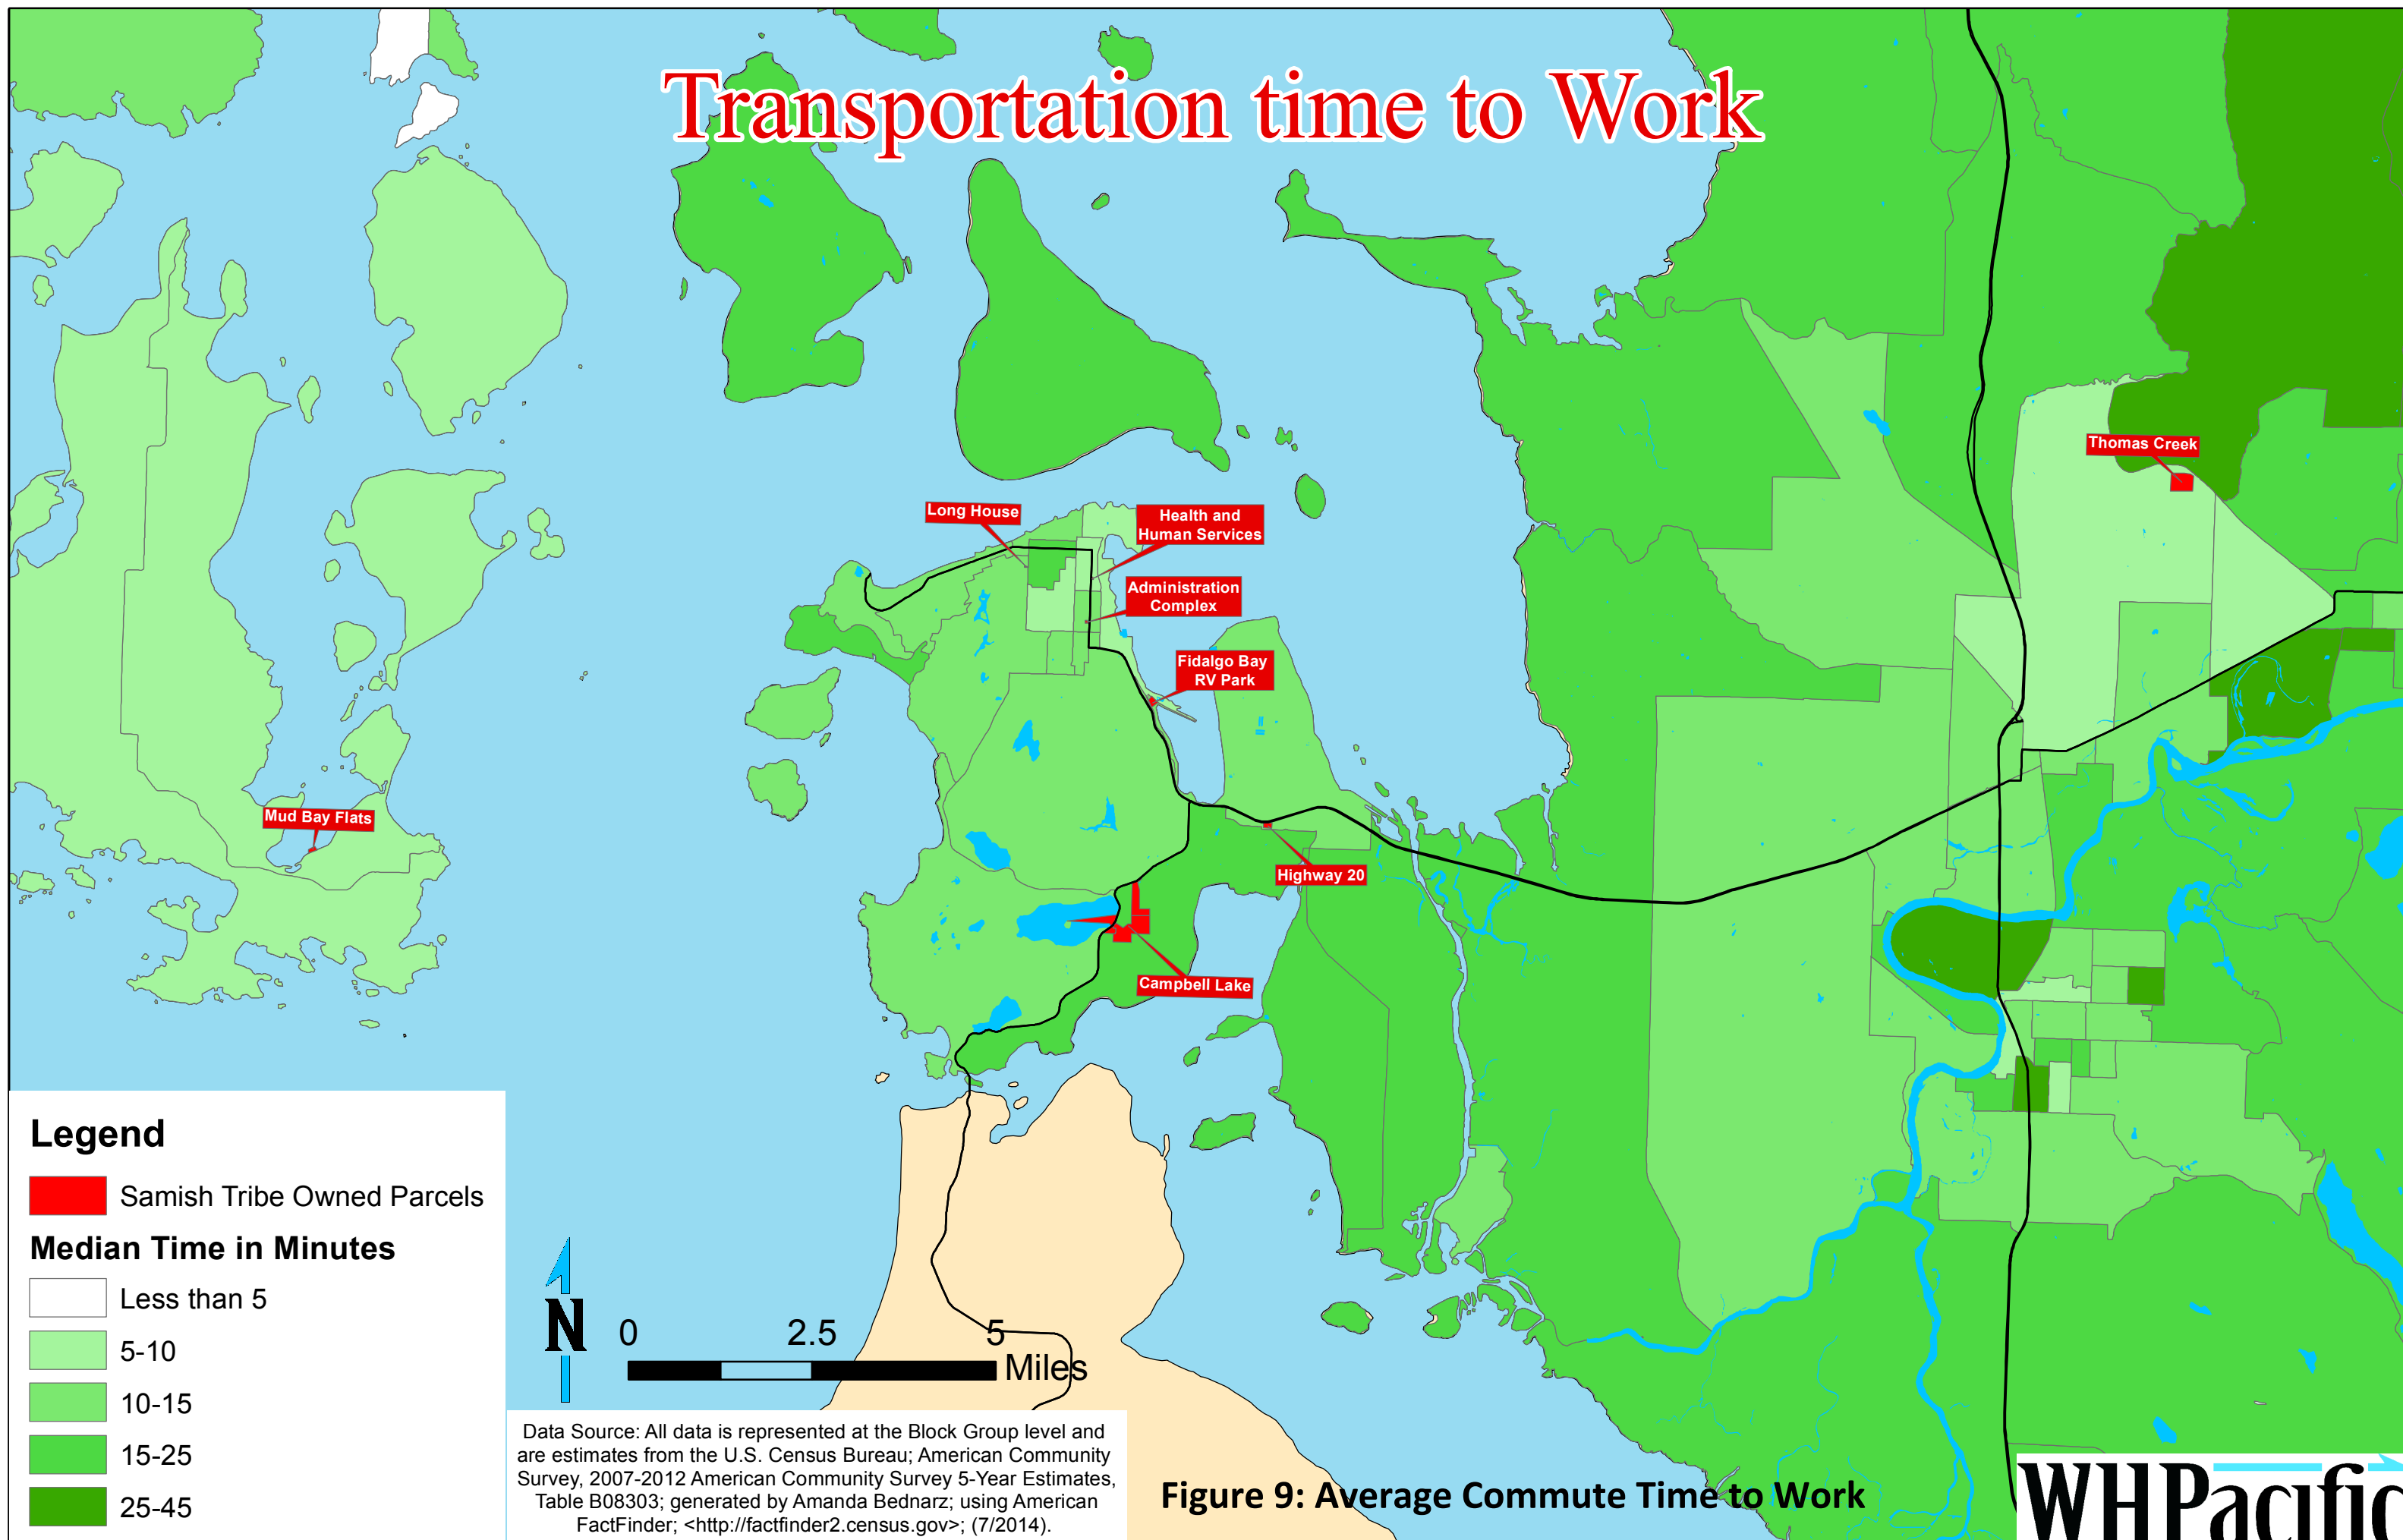 Transportation time to Work
Thomas Creek
Long House
Health and
Human Services
Administration
Complex
Fidalgo Bay
RV Park
Mud Bay Flats
Highway 20
Campbell Lake
Legend
Samish Tribe Owned Parcels
Median Time in Minutes
Less than 5
5-10
10-15
15-25
25-45
N
0 2.5 5
Miles
Data Source: All data is represented at the Block Group level and
are estimates from the U.S. Census Bureau; American Community
Survey, 2007-2012 American Community Survey 5-Year Estimates,
Table B08303; generated by Amanda Bednarz; using American
FactFinder; <http://factfinder2.census.gov>; (7/2014).
Figure 9: Average Commute Time to Work
WHPacific